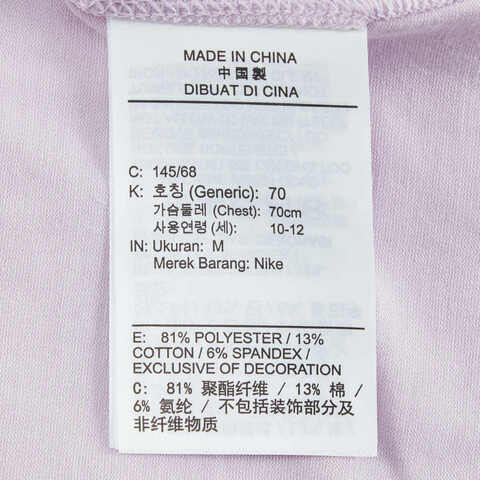 MADE IN CHINA
中国製
DIBUAT DI CINA
C: 145/68
K: 호칭 (Generic): 70
가슴둘레 (Chest): 70cm
사용연령 (세): 10-12
IN: Ukuran: M
Merek Barang: Nike
E: 81% POLYESTER / 13%
COTTON / 6% SPANDEX /
EXCLUSIVE OF DECORATION
C: 81% 聚酯纤维 / 13% 棉 /
6% 氨纶 / 不包括装饰部分及
非纤维物质